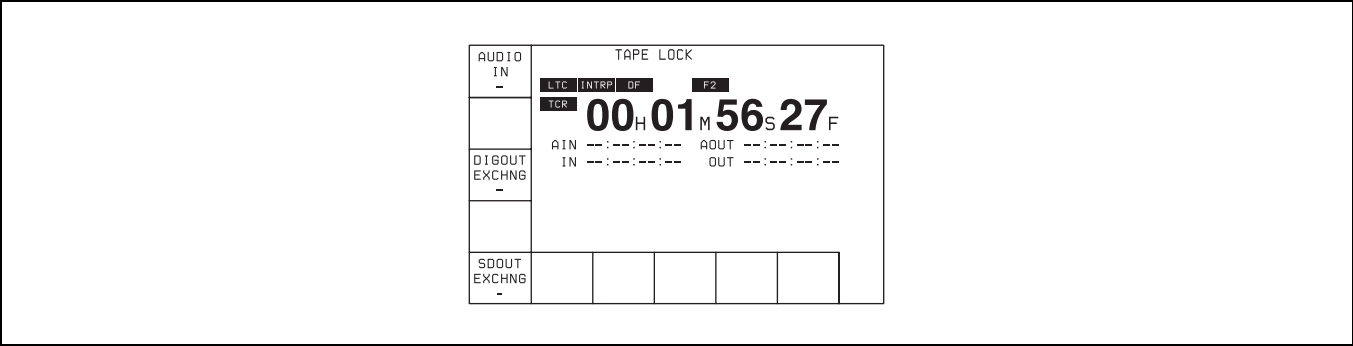 AUDIO
IN
–
TAPE LOCK
LTC INTRP DF F2
TCR 00H01M56S27F
AIN --:--:--:-- AOUT --:--:--:--
IN --:--:--:-- OUT --:--:--:--
DIGOUT
EXCHNG
–
SDOUT
EXCHNG
-